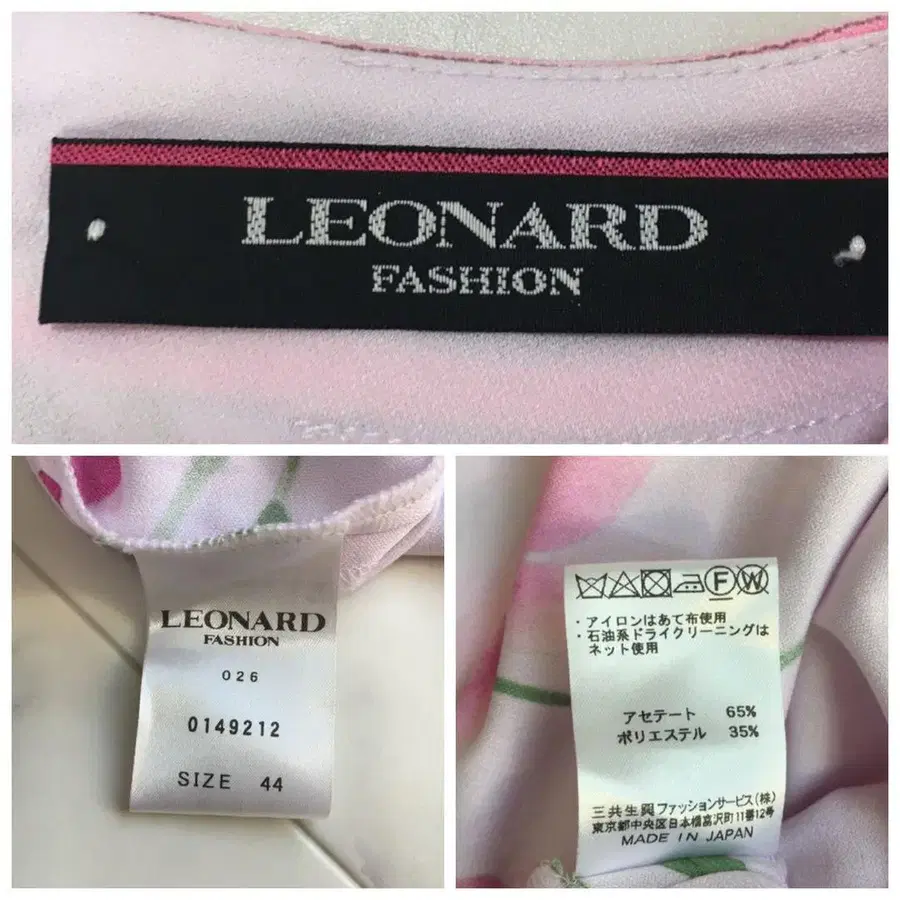 LEONARD
FASHION
LEONARD
FASHION
026
0149212
SIZE 44
F W
・アイロンはあて布使用
・石油系ドライクリーニングは
ネット使用
アセテート 65%
ポリエステル 35%
三共生興ファッションサービス(株)
東京都中央区日本橋富沢町11番12号
MADE IN JAPAN